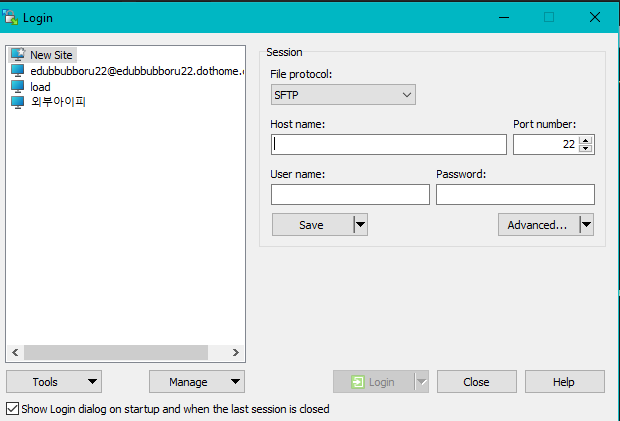 Login
New Site
edubbubboru22@edubbubboru22.dothome.
load
외부아이피
Session
File protocol:
SFTP
Host name:
Port number:
22
User name:
Password:
Save
Advanced...
Tools
Manage
Login
Close
Help
Show Login dialog on startup and when the last session is closed